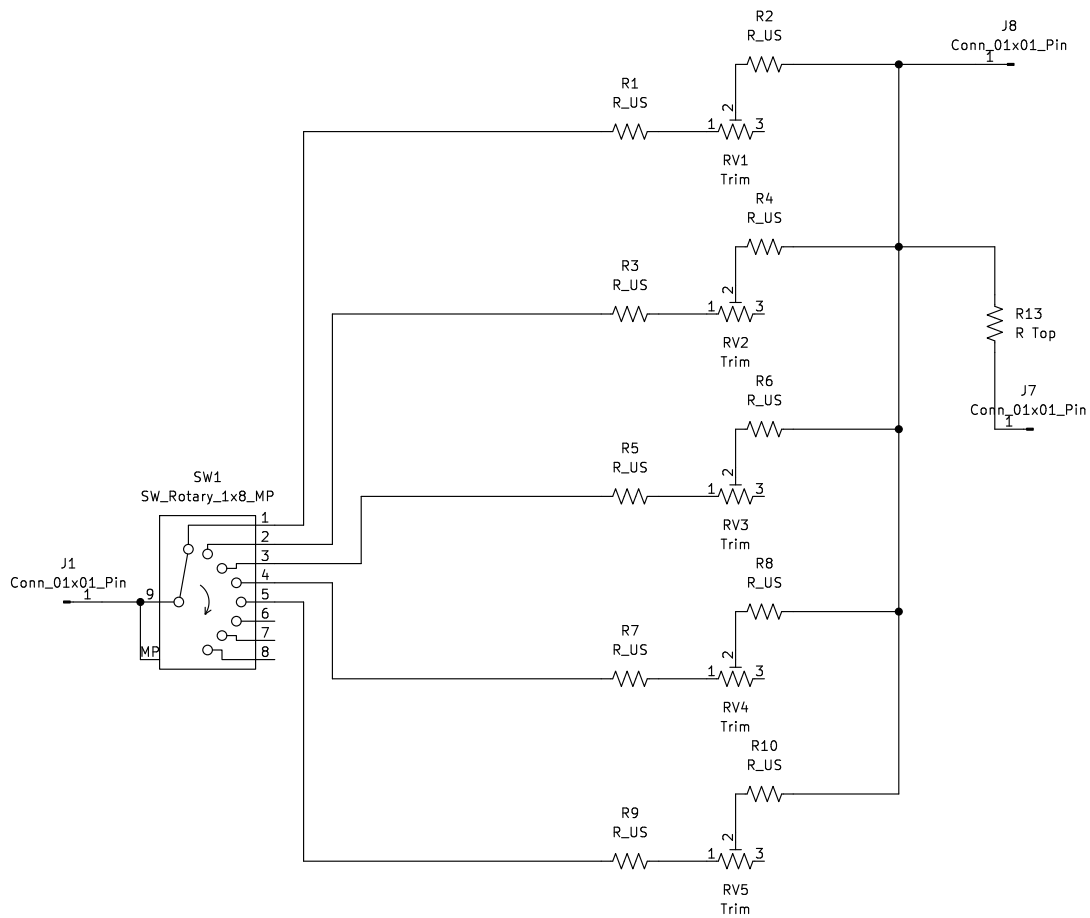 R2
R_US
J8
Conn_01x01_Pin
1
R1
R_US
2
1
3
RV1
Trim
R4
R_US
R3
R_US
2
1
3
RV2
Trim
R13
R Top
R6
R_US
J7
Conn_01x01_Pin
1
R5
R_US
2
1
3
RV3
Trim
SW1
SW_Rotary_1x8_MP
1
2
3
4
5
6
7
8
9
MP
J1
Conn_01x01_Pin
1
R8
R_US
R7
R_US
2
1
3
RV4
Trim
R10
R_US
R9
R_US
2
1
3
RV5
Trim